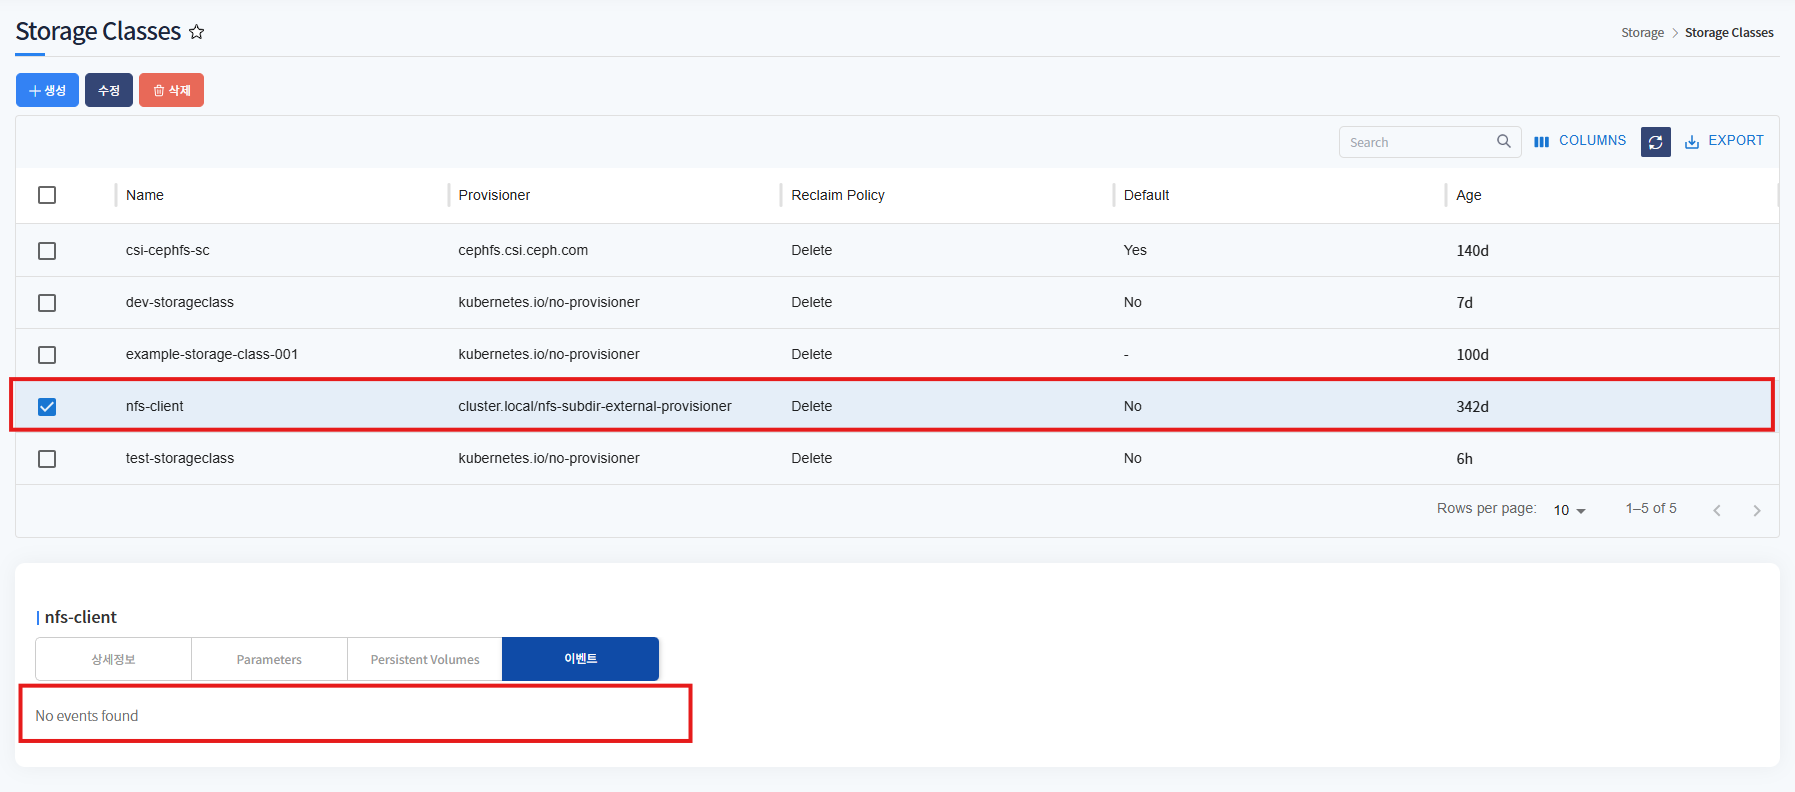 Storage Classes
Storage > Storage Classes
생성 수정 삭제
Search COLUMNS EXPORT
Name Provisioner Reclaim Policy Default Age
csi-cephfs-sc cephfs.csi.ceph.com Delete Yes 140d
dev-storageclass kubernetes.io/no-provisioner Delete No 7d
example-storage-class-001 kubernetes.io/no-provisioner Delete - 100d
nfs-client cluster.local/nfs-subdir-external-provisioner Delete No 342d
test-storageclass kubernetes.io/no-provisioner Delete No 6h
Rows per page: 10 1–5 of 5
nfs-client
상세정보 Parameters Persistent Volumes 이벤트
No events found